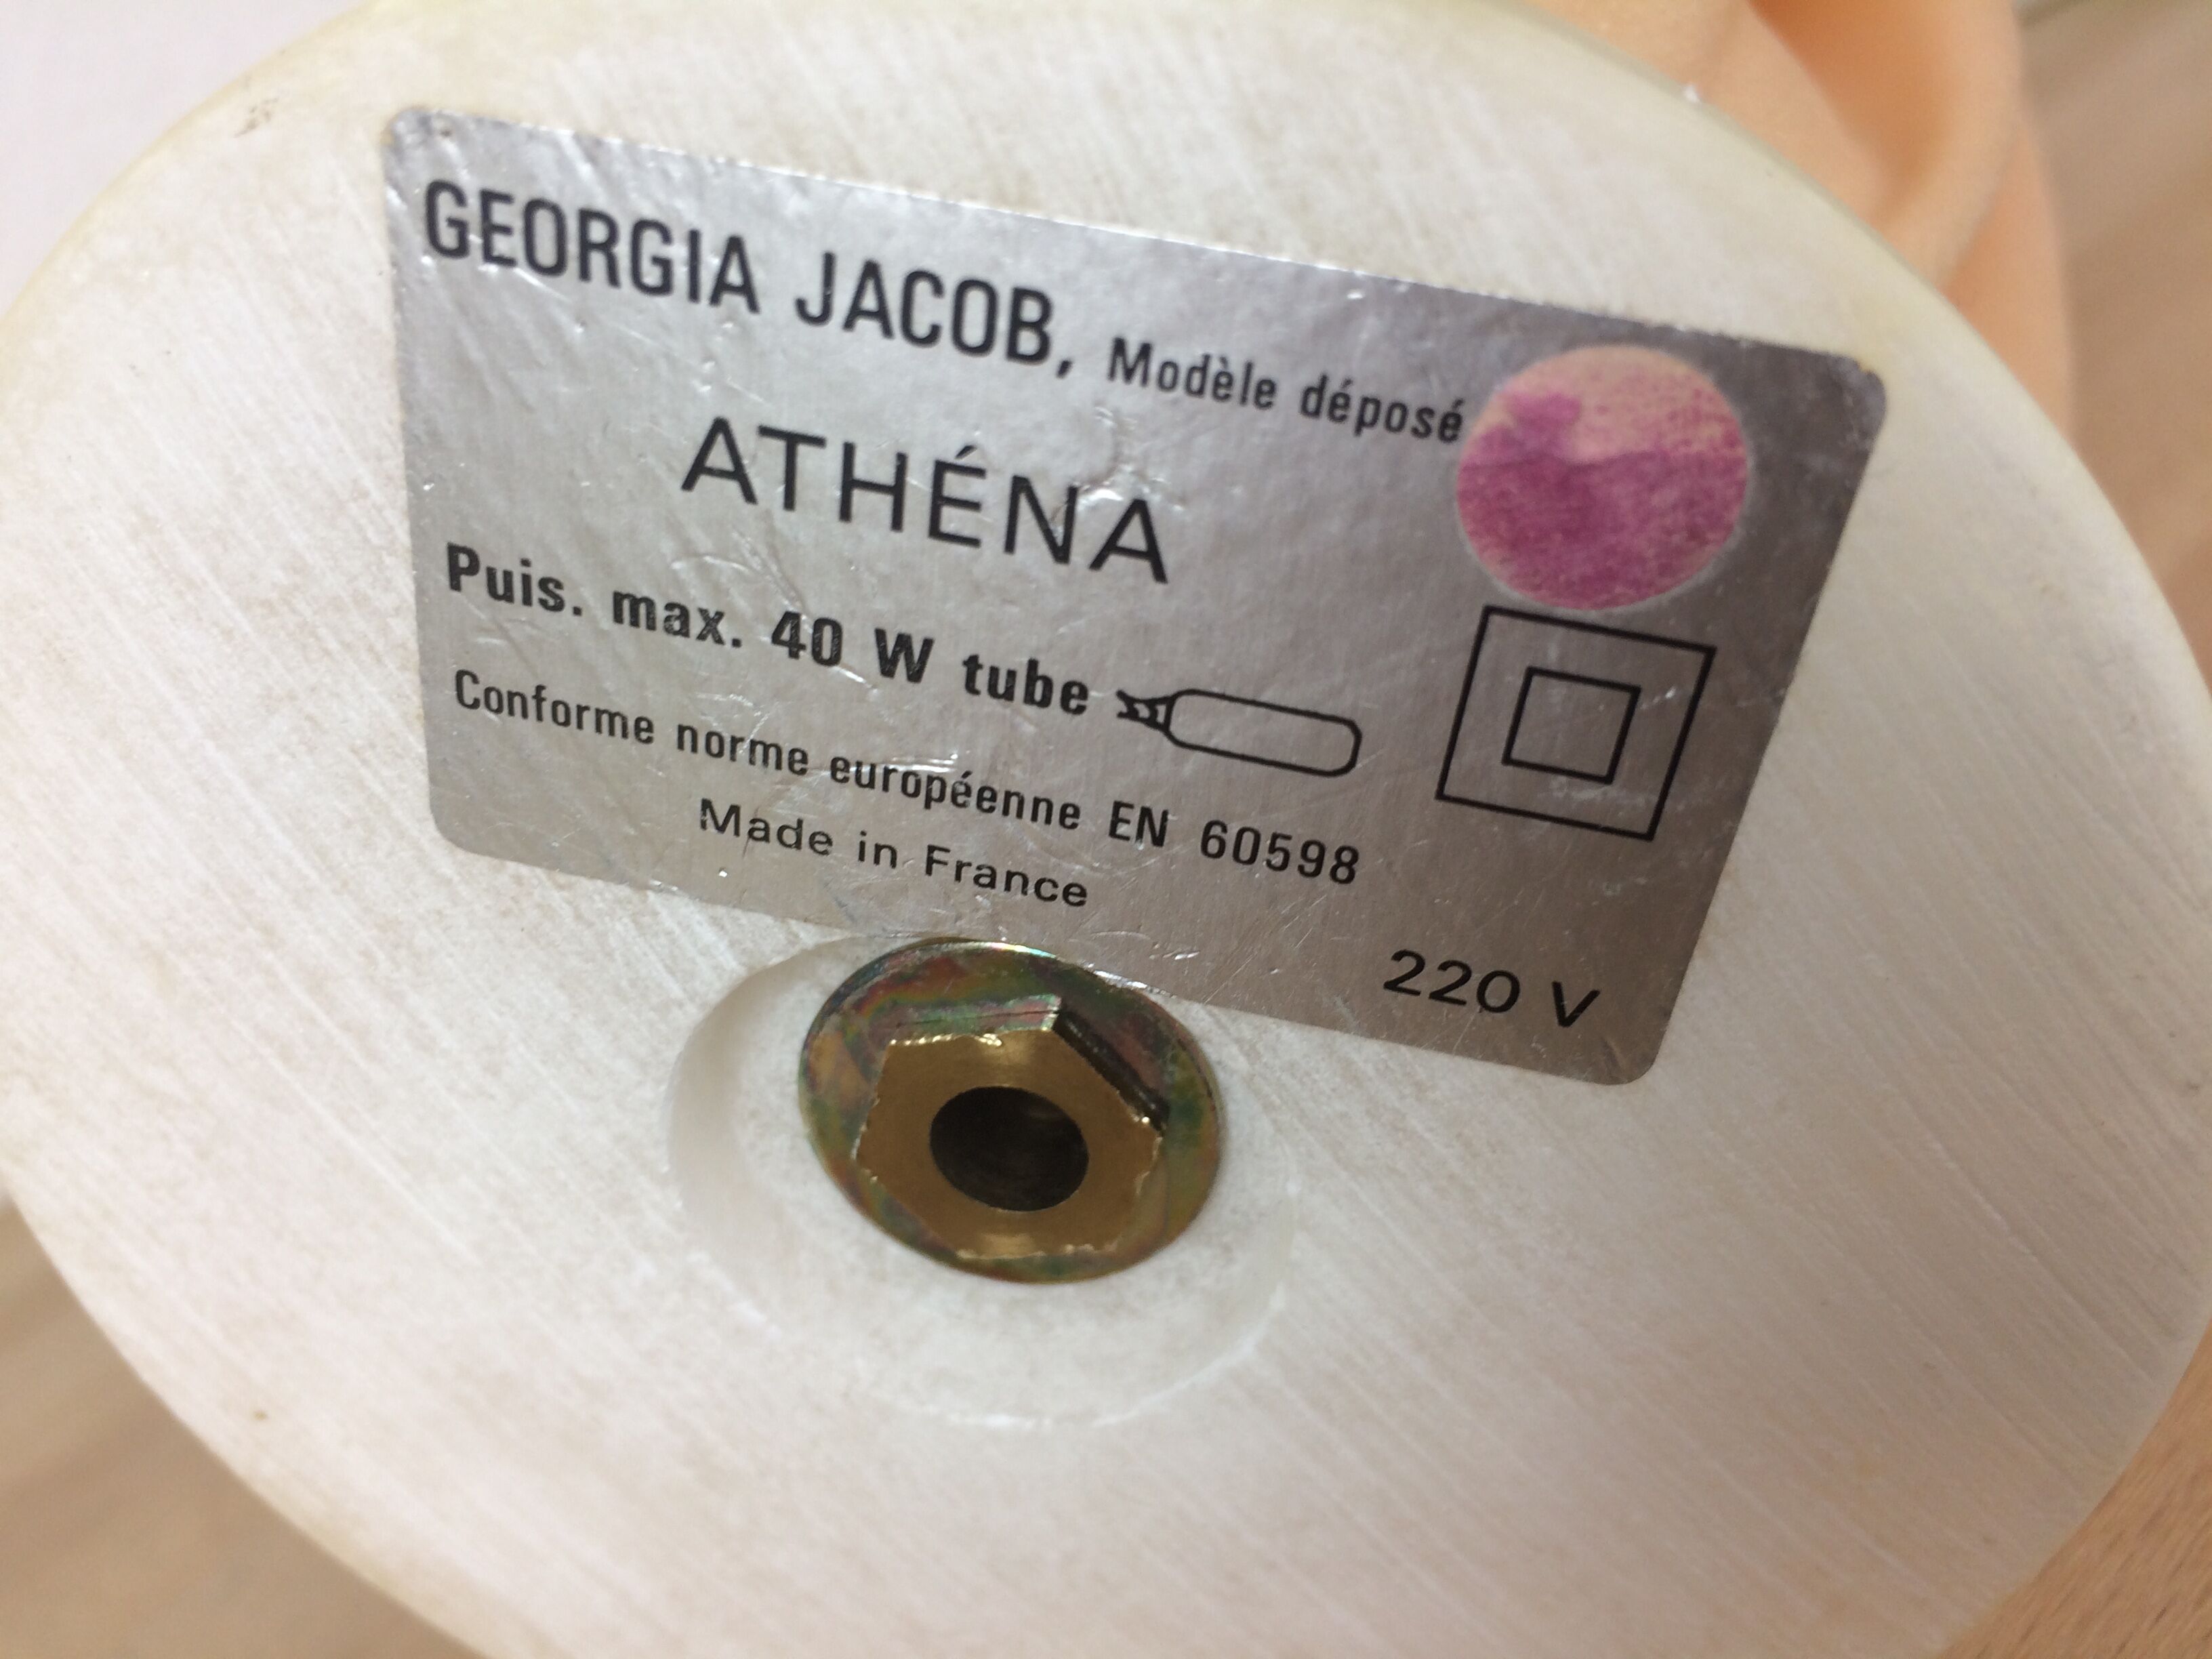 GEORGIA JACOB, Modèle déposé
ATHÉNA
Puis. max. 40 W tube
Conforme norme européenne EN 60598
Made in France
220 V